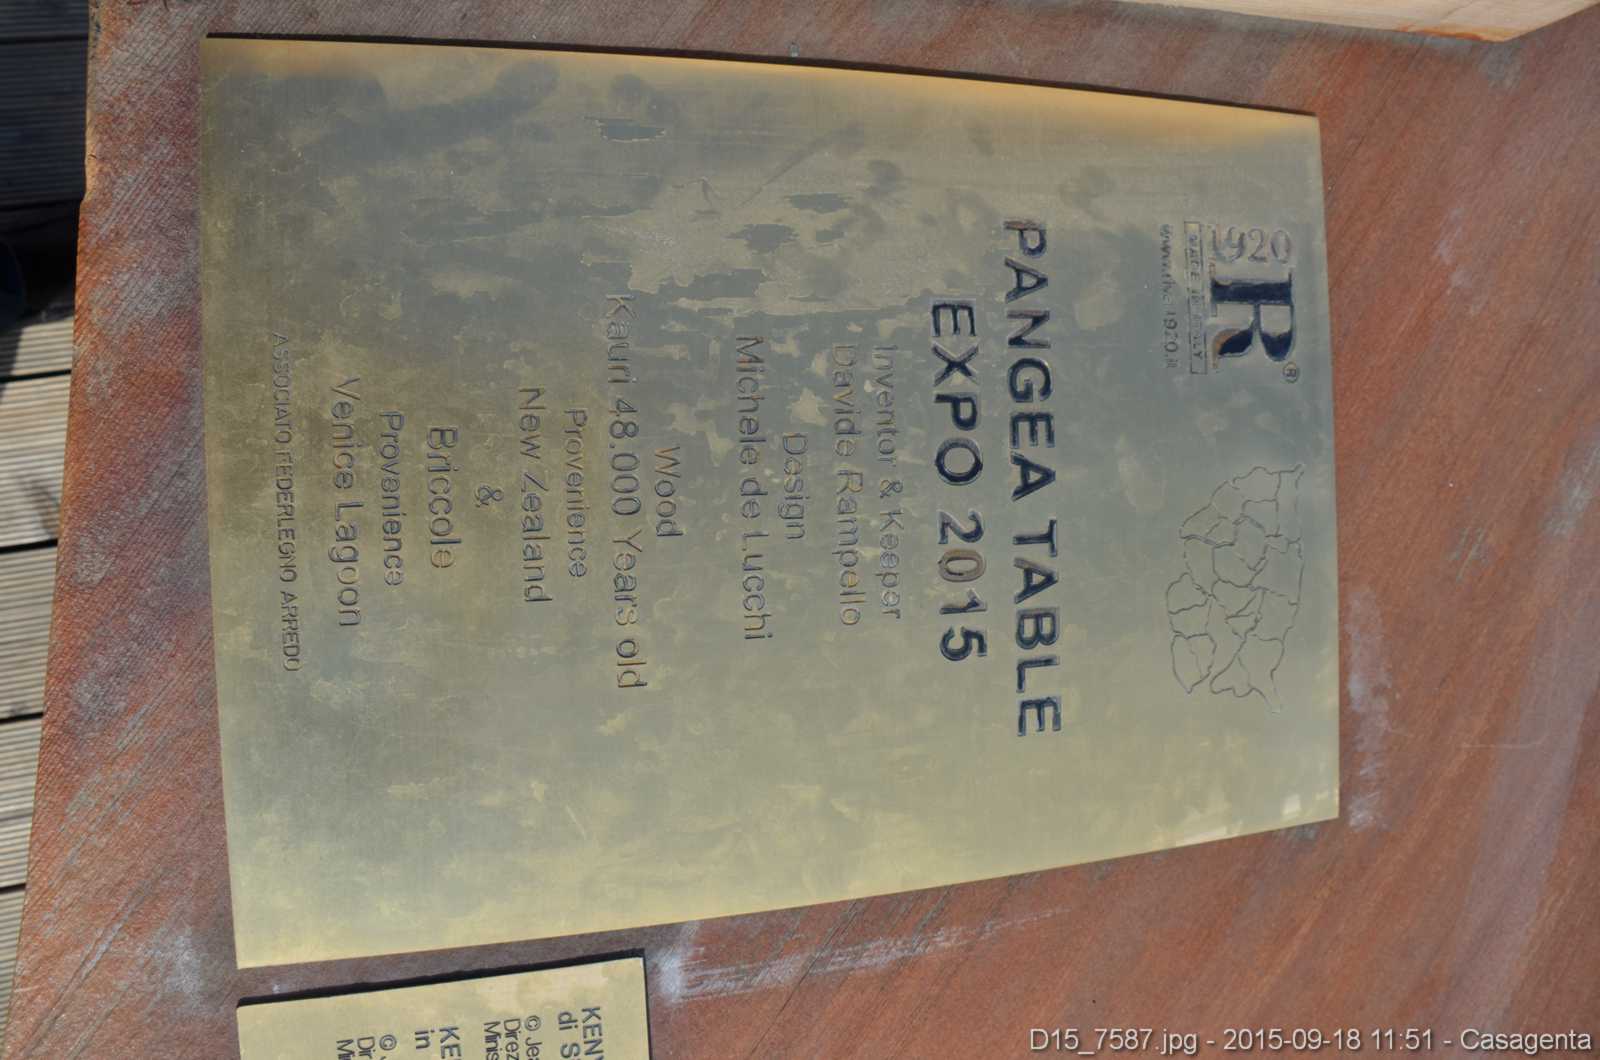 1920
R®
MADE IN ITALY
www.riva1920.it
PANGEA TABLE
EXPO 2015
Inventor & Keeper
Davide Rampello
Design
Michele de Lucchi
Wood
Kauri 48.000 Years old
Provenience
New Zealand
&
Briccole
Provenience
Venice Lagoon
ASSOCIATO FEDERLEGNO ARREDO
di S
©
in
©
D15_7587.jpg - 2015-09-18 11:51 - Casagenta